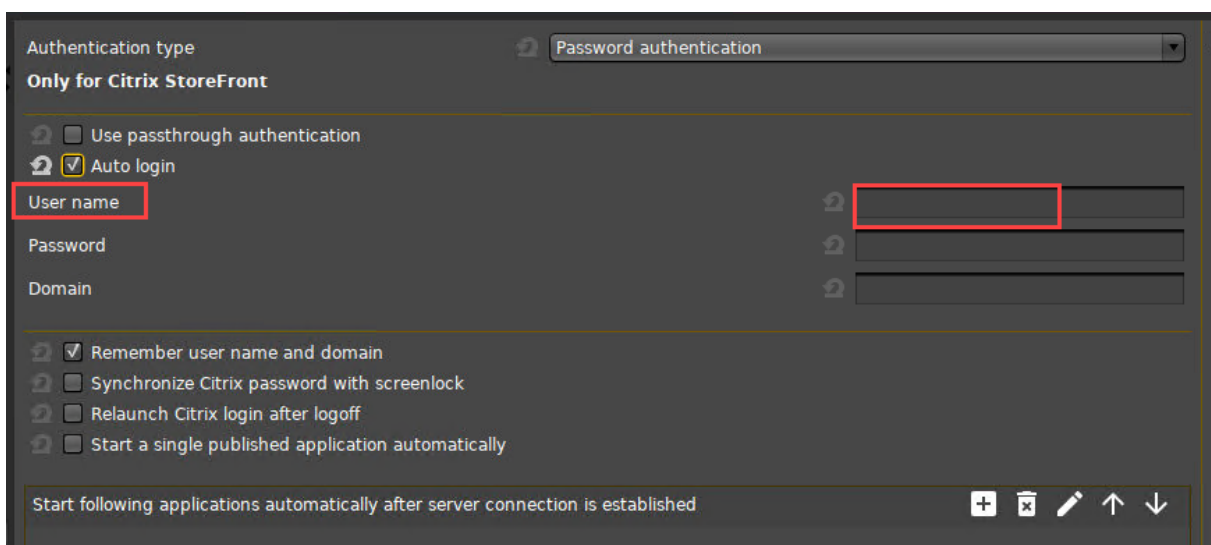 Authentication type
Password authentication
Only for Citrix StoreFront
Use passthrough authentication
Auto login
User name
Password
Domain
Remember user name and domain
Synchronize Citrix password with screenlock
Relaunch Citrix login after logoff
Start a single published application automatically
Start following applications automatically after server connection is established